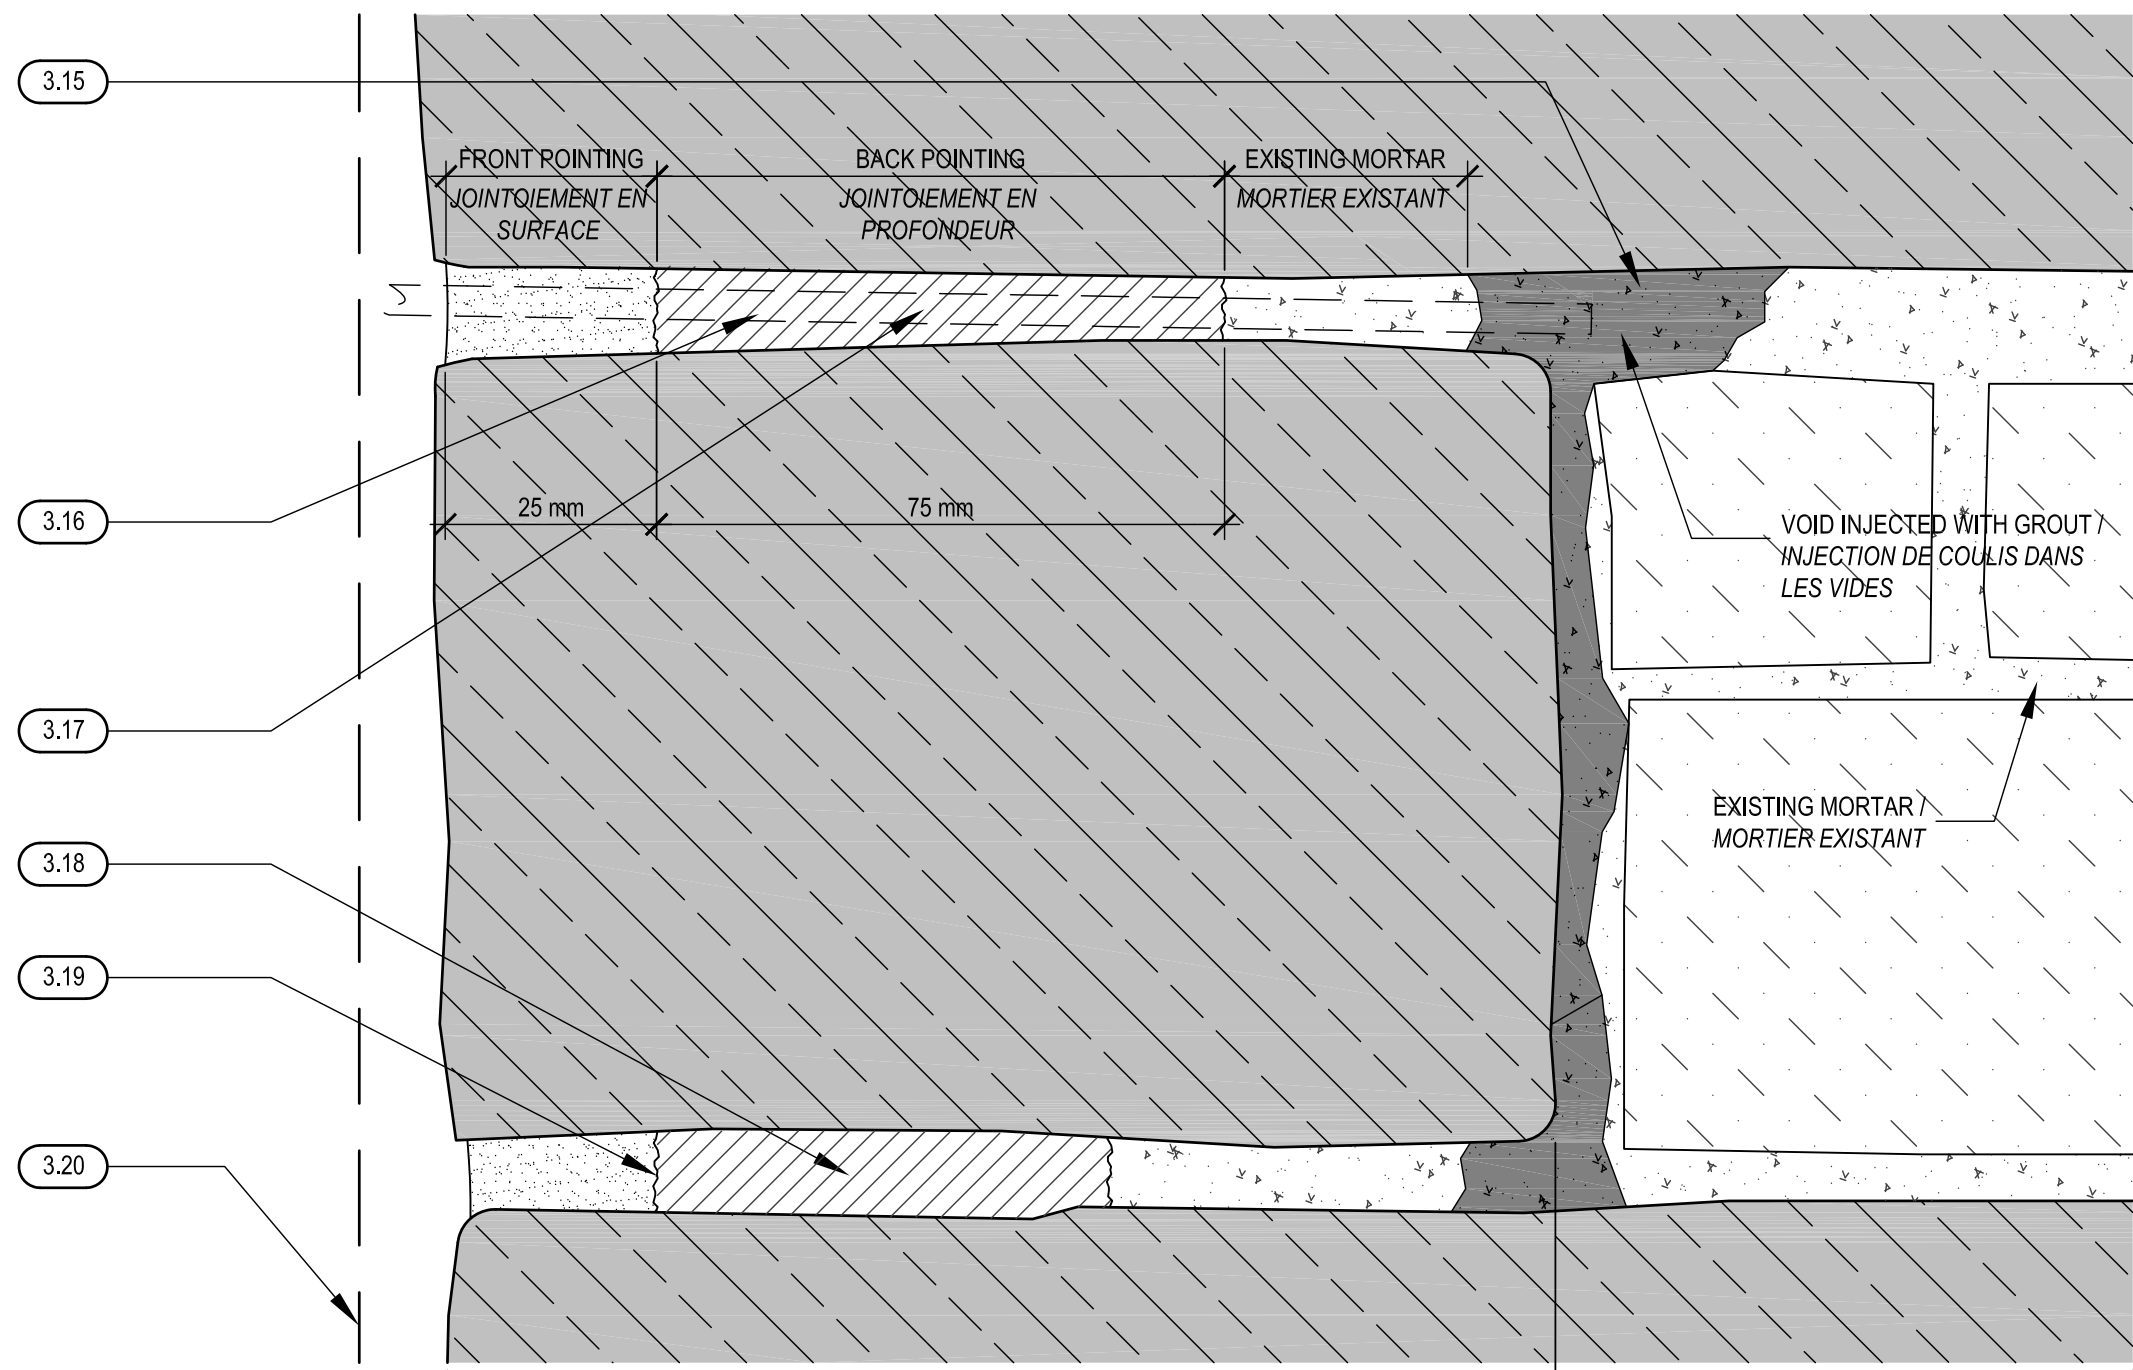 3.15
FRONT POINTING
JOINTOIEMENT EN
SURFACE
BACK POINTING
JOINTOIEMENT EN
PROFONDEUR
EXISTING MORTAR
MORTIER EXISTANT
3.16
25 mm
75 mm
VOID INJECTED WITH GROUT /
INJECTION DE COULIS DANS
LES VIDES
3.17
EXISTING MORTAR /
MORTIER EXISTANT
3.18
3.19
3.20